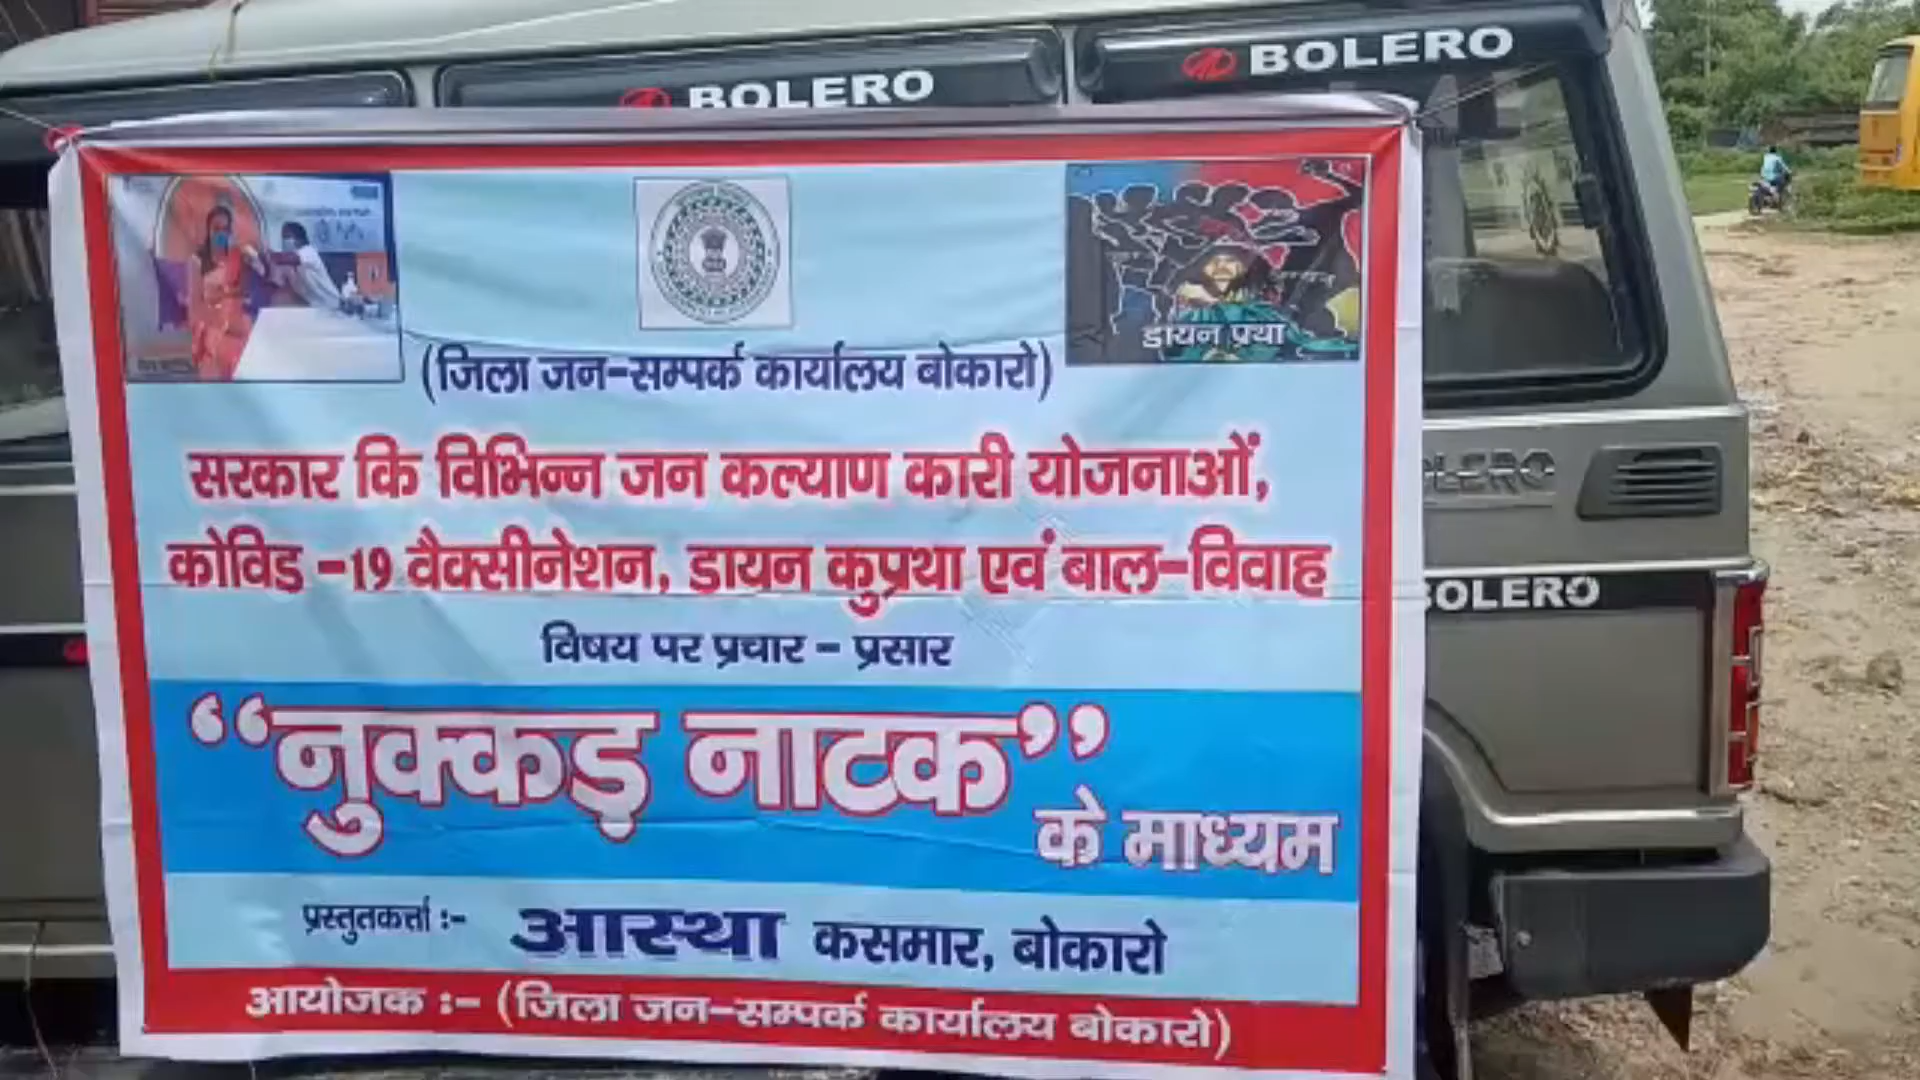 BOLERO
BOLERO
डायन प्रथा
(जिला जन-सम्पर्क कार्यालय बोकारो)
सरकार कि विभिन्न जन कल्याण कारी योजनाओं,
कोविड -19 वैक्सीनेशन, डायन कुप्रथा एवं बाल-विवाह
विषय पर प्रचार - प्रसार
“नुक्कड़ नाटक”
के माध्यम
प्रस्तुतकर्त्ता :- आस्था कसमार, बोकारो
आयोजक :- (जिला जन-सम्पर्क कार्यालय बोकारो)
OLERO
BOLERO